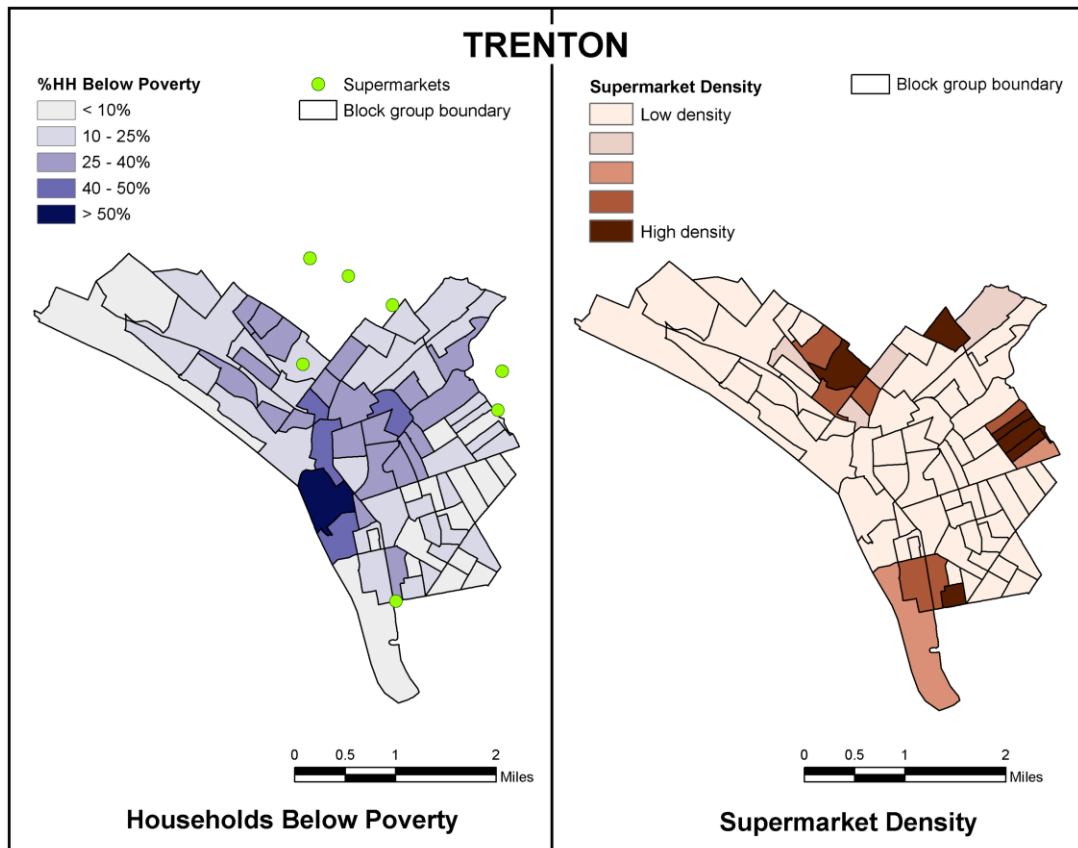 TRENTON
%HH Below Poverty
< 10%
10 - 25%
25 - 40%
40 - 50%
> 50%
Supermarkets
Block group boundary
0 0.5 1 2
Miles
Households Below Poverty
Supermarket Density
Low density
High density
Block group boundary
0 0.5 1 2
Miles
Supermarket Density